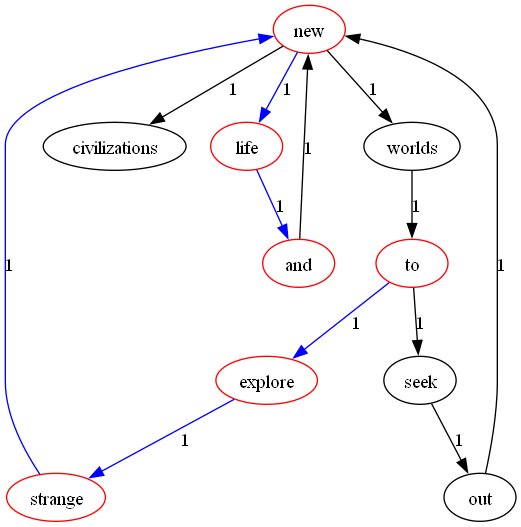 new
1 1 1
civilizations life worlds
1 1 1
and to
1
1 1
explore seek
1 1
1 1
strange out